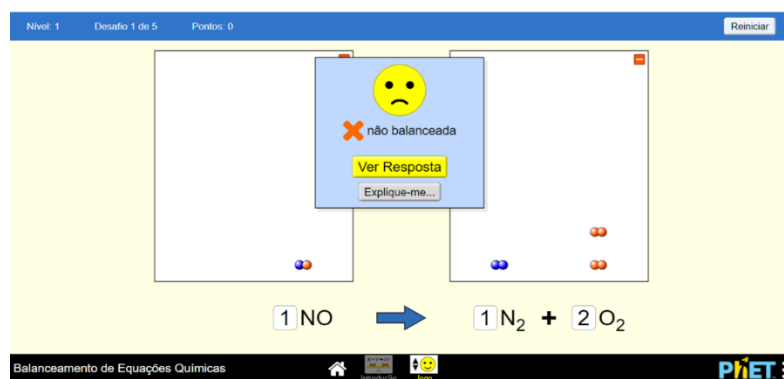 Nível: 1 Desafio 1 de 5 Pontos: 0 Reiniciar
não balanceada
Ver Resposta
Explique-me...
1 NO 1 N₂ + 2 O₂
Balanceamento de Equações Químicas
Introdução
PhET